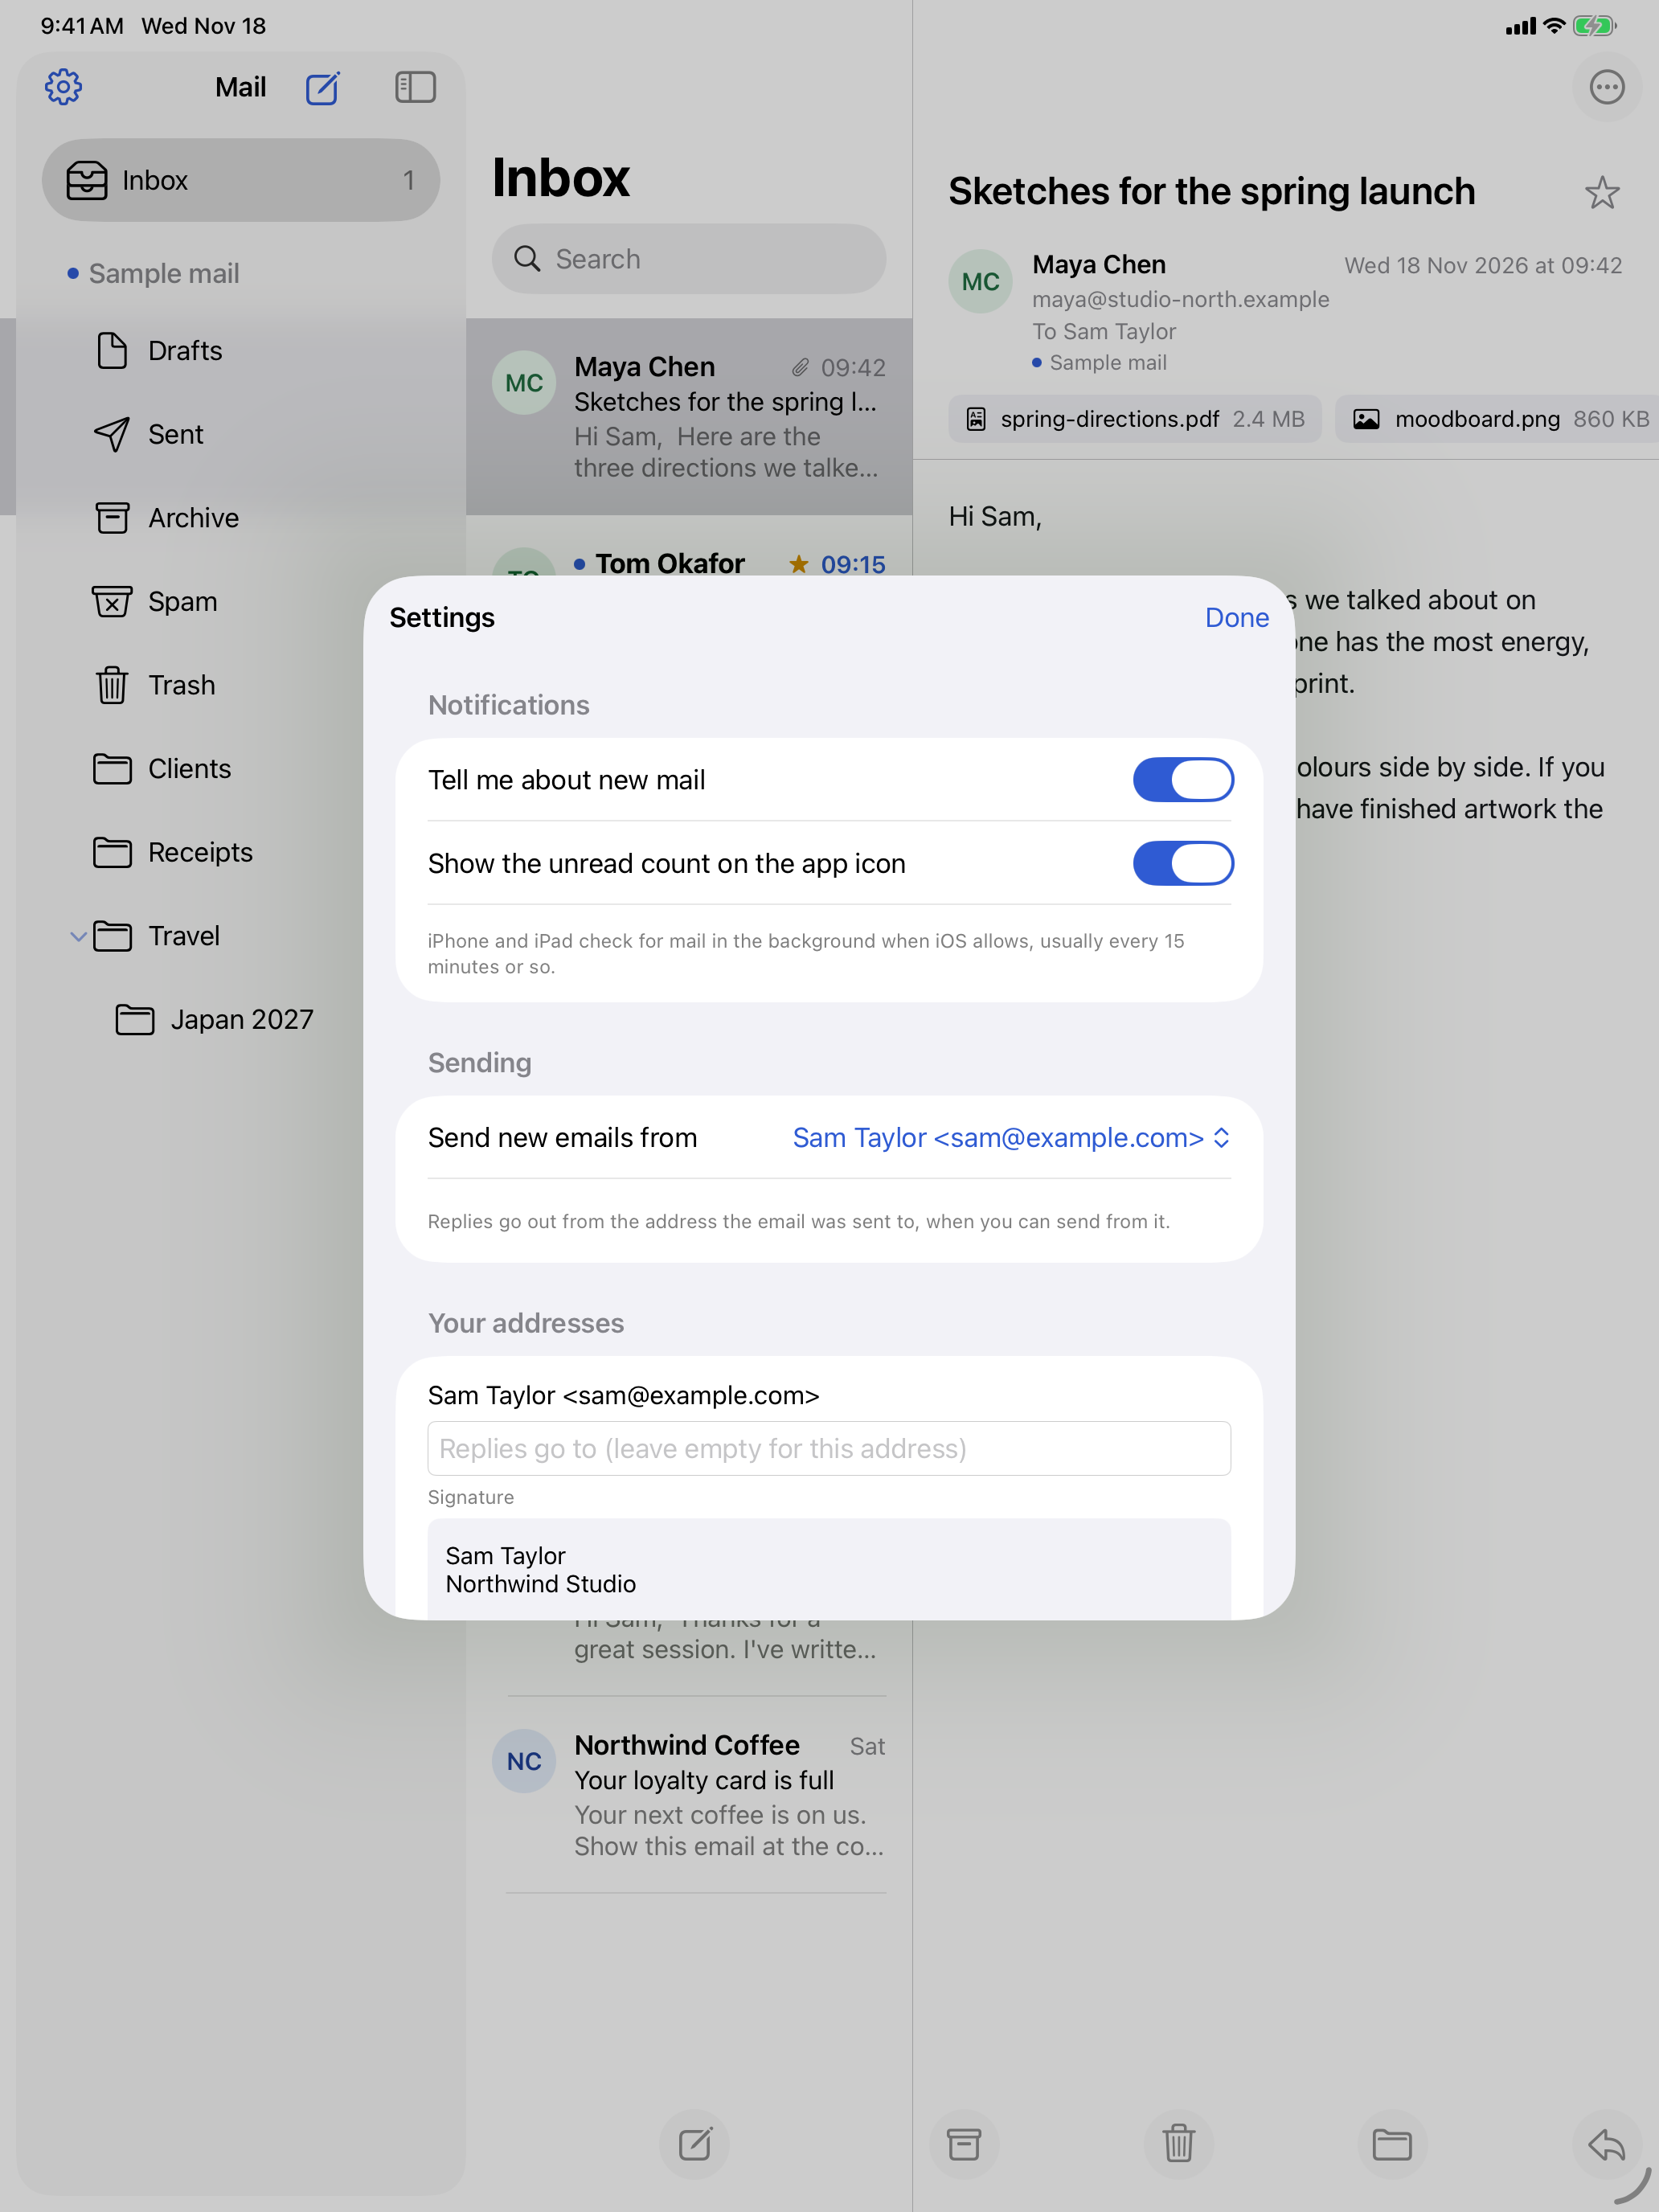 9:41 AM Wed Nov 18
Mail
Inbox 1
Sample mail
Drafts
Sent
Archive
Spam
Trash
Clients
Receipts
Travel
Japan 2027
Inbox
Search
MC
Maya Chen 09:42
Sketches for the spring l...
Hi Sam, Here are the
three directions we talke...
Tom Okafor 09:15
great session. I've writte...
NC
Northwind Coffee Sat
Your loyalty card is full
Your next coffee is on us.
Show this email at the co...
Sketches for the spring launch
MC
Maya Chen Wed 18 Nov 2026 at 09:42
maya@studio-north.example
To Sam Taylor
Sample mail
spring-directions.pdf 2.4 MB moodboard.png 860 KB
Hi Sam,
s we talked about on
one has the most energy,
print.
olours side by side. If you
have finished artwork the
Settings Done
Notifications
Tell me about new mail
Show the unread count on the app icon
iPhone and iPad check for mail in the background when iOS allows, usually every 15
minutes or so.
Sending
Send new emails from Sam Taylor <sam@example.com>
Replies go out from the address the email was sent to, when you can send from it.
Your addresses
Sam Taylor <sam@example.com>
Replies go to (leave empty for this address)
Signature
Sam Taylor
Northwind Studio